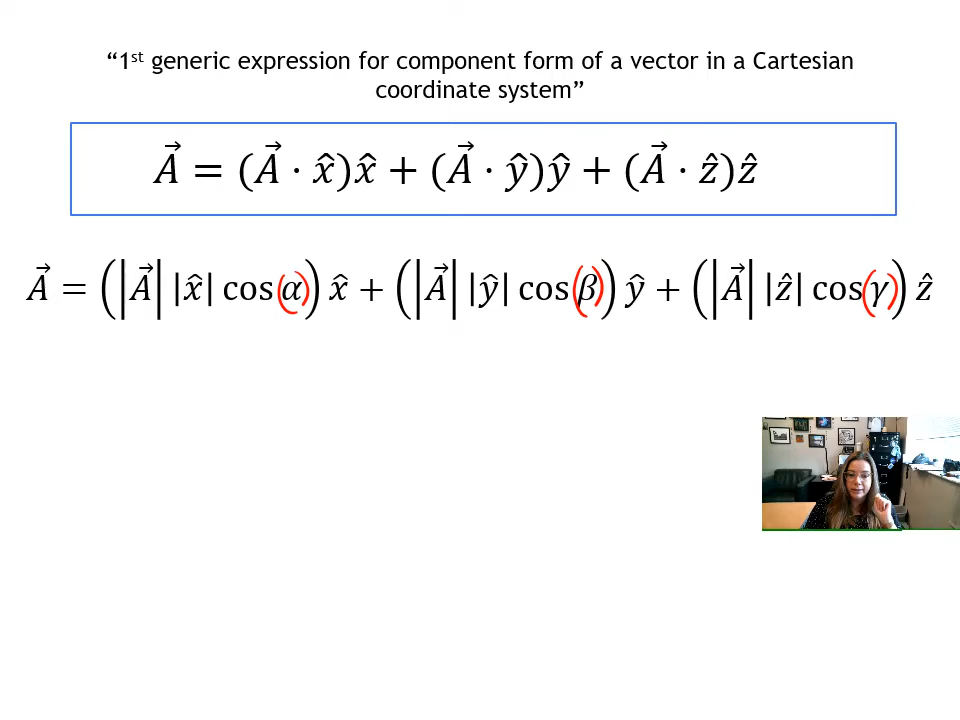 “1ˢᵗ generic expression for component form of a vector in a Cartesian
coordinate system”
A⃗ = (A⃗ · x̂)x̂ + (A⃗ · ŷ)ŷ + (A⃗ · ẑ)ẑ
A⃗ = (|A⃗| |x̂| cos(α)) x̂ + (|A⃗| |ŷ| cos(β)) ŷ + (|A⃗| |ẑ| cos(γ)) ẑ